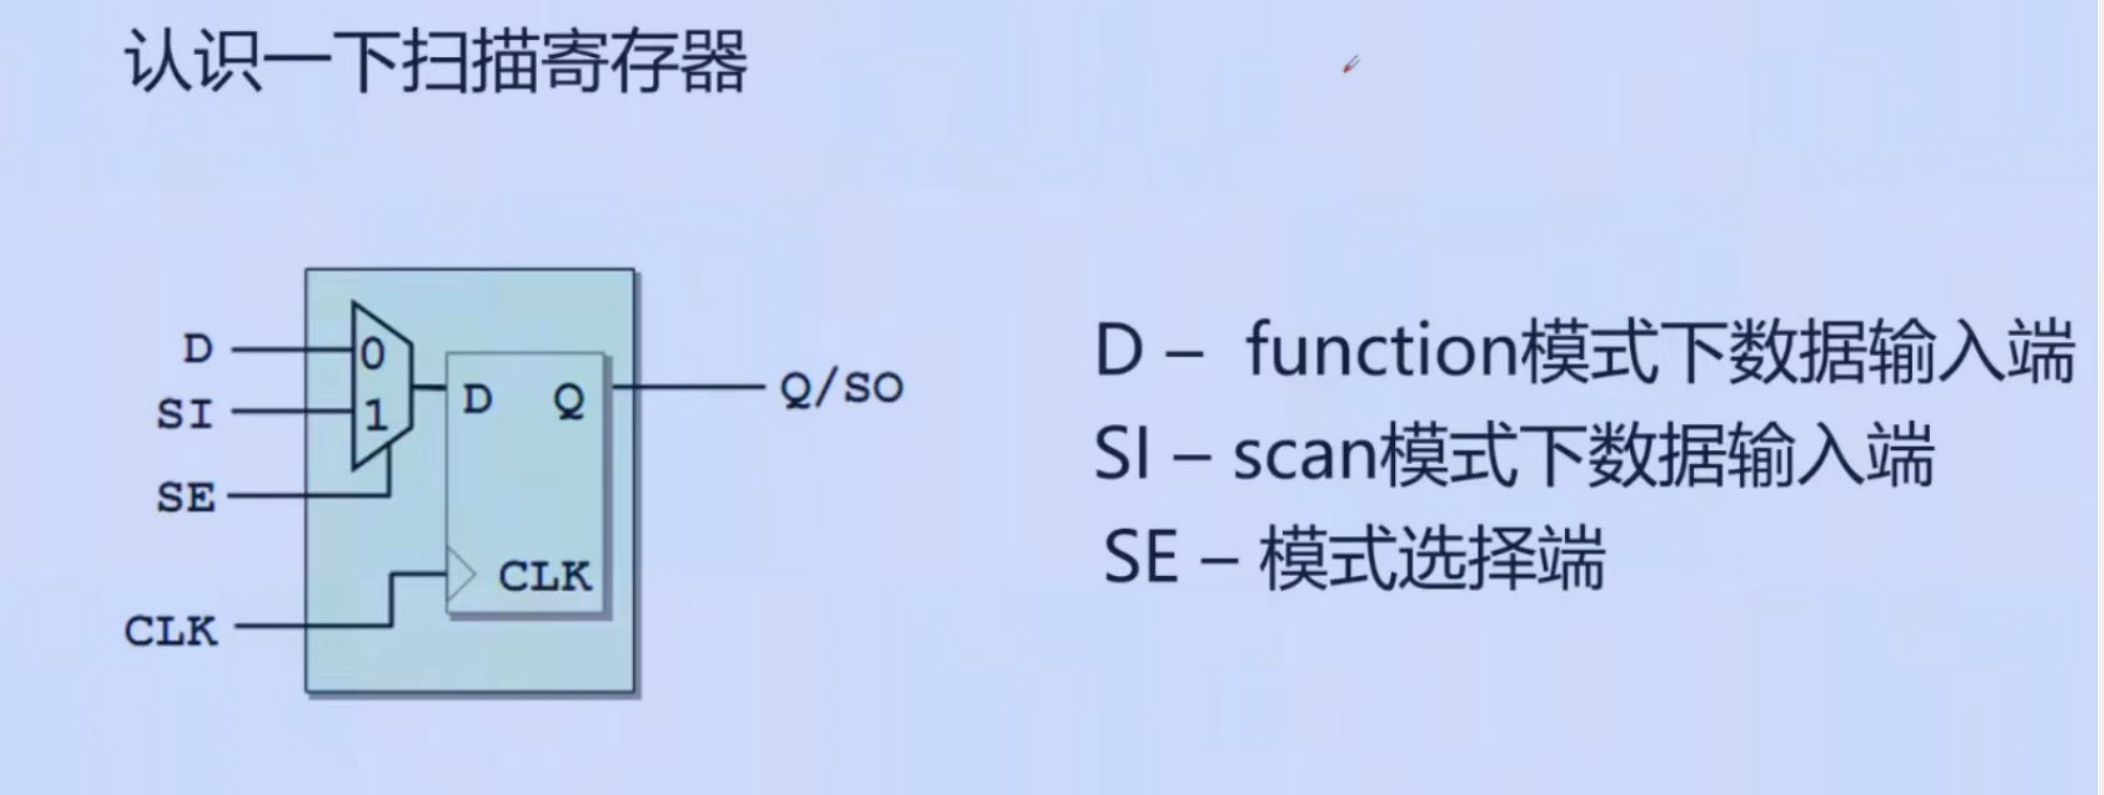 认识一下扫描寄存器
D
SI
SE
CLK
0
1
D
Q
CLK
Q/SO
D – function模式下数据输入端
SI – scan模式下数据输入端
SE – 模式选择端